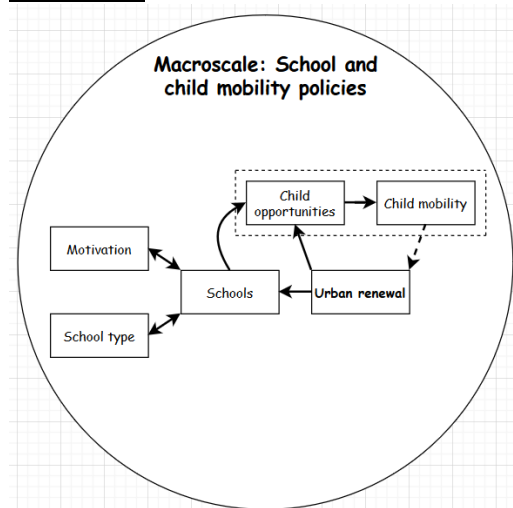 Macroscale: School and
child mobility policies
Child
opportunities
Child mobility
Motivation
Schools
Urban renewal
School type